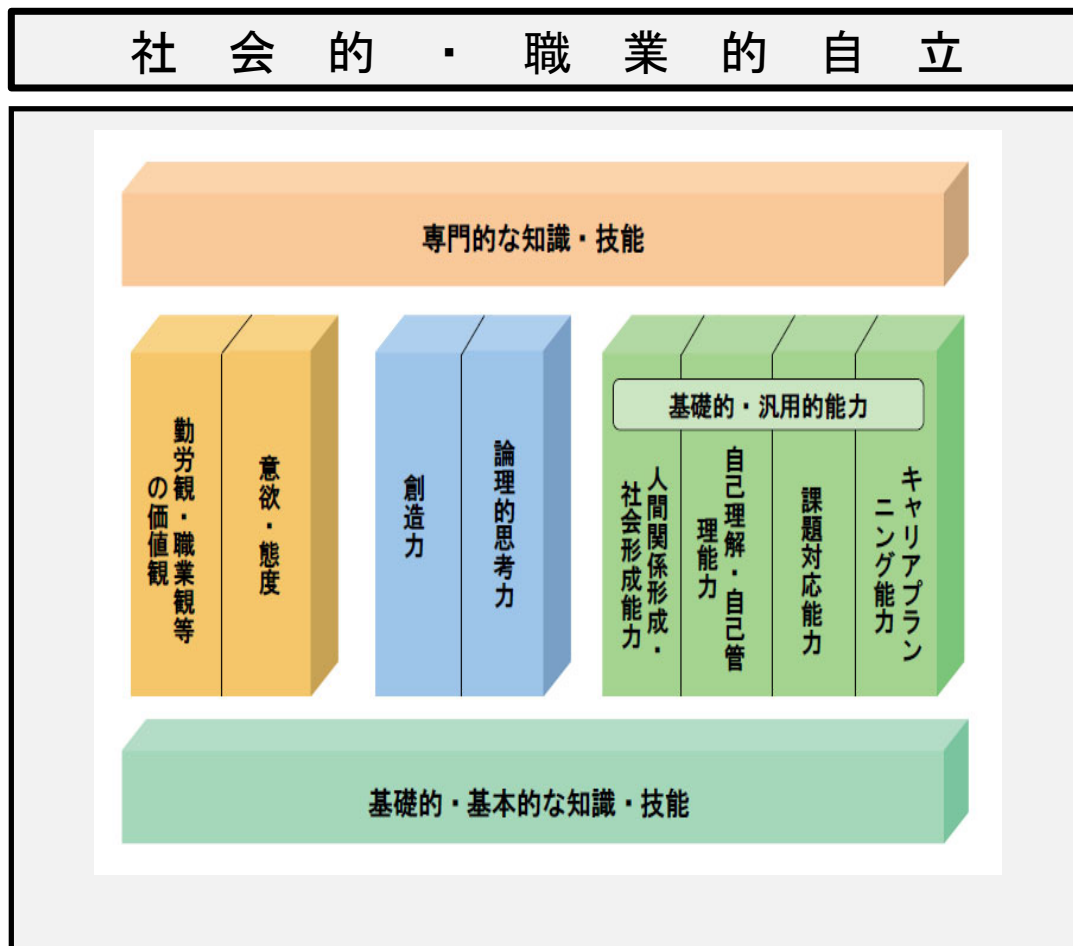 社会的・職業的自立
専門的な知識・技能
勤労観・職業観等
の価値観
意欲・態度
創造力
論理的思考力
基礎的・汎用的能力
人間関係形成・
社会形成能力
自己理解・自己管
理能力
課題対応能力
キャリアプラン
ニング能力
基礎的・基本的な知識・技能